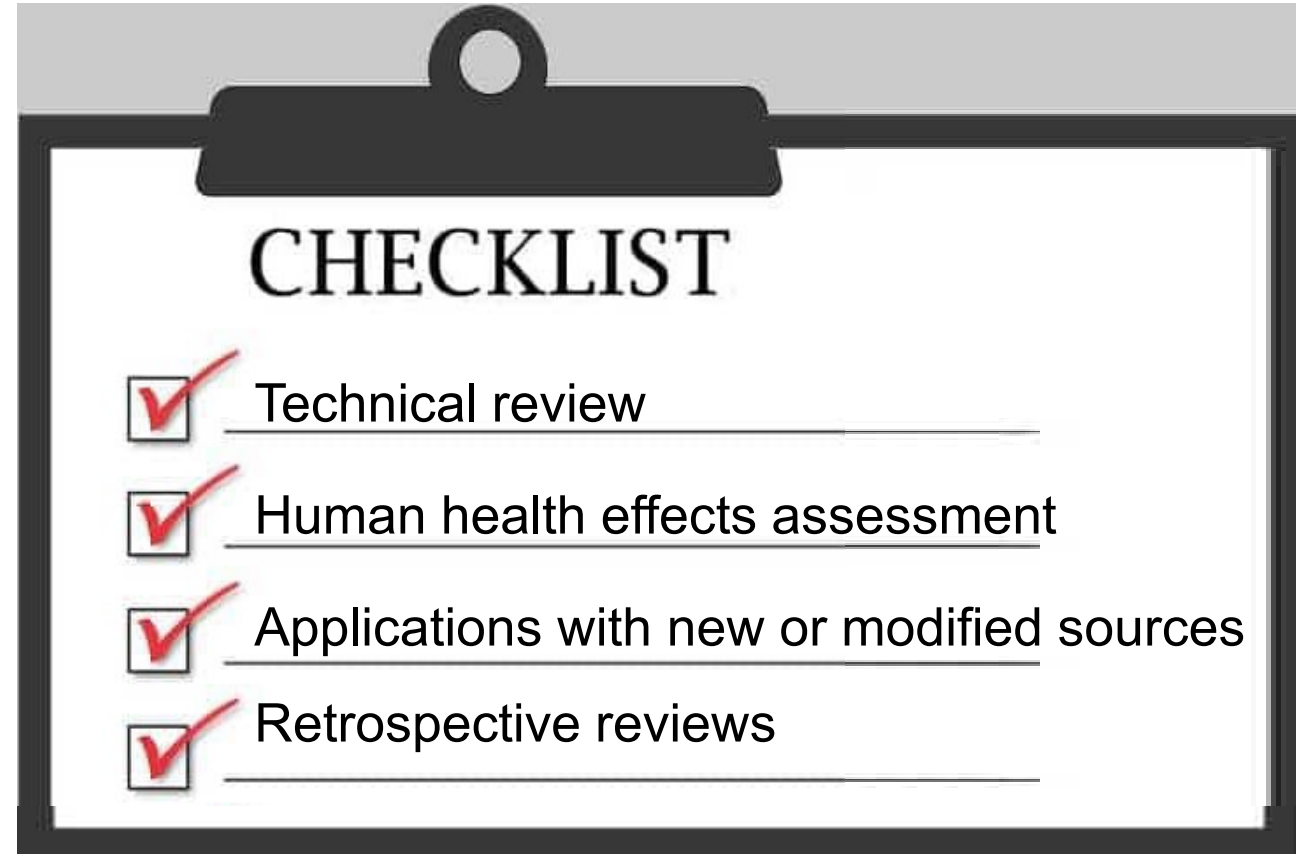 CHECKLIST
Technical review
Human health effects assessment
Applications with new or modified sources
Retrospective reviews